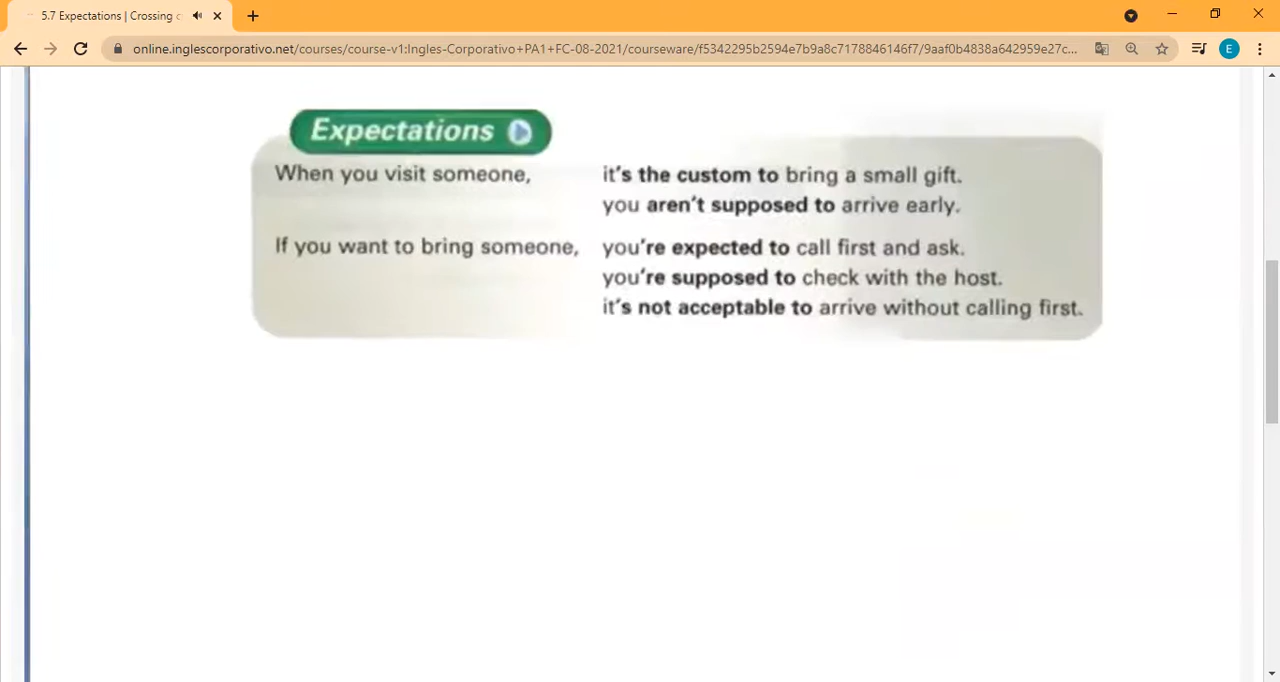 5.7 Expectations | Crossing c
online.inglescorporativo.net/courses/course-v1:Ingles-Corporativo+PA1+FC-08-2021/courseware/f5342295b2594e7b9a8c7178846146f7/9aaf0b4838a642959e27c...
E
Expectations
When you visit someone, it's the custom to bring a small gift.
you aren't supposed to arrive early.
If you want to bring someone, you're expected to call first and ask.
you're supposed to check with the host.
it's not acceptable to arrive without calling first.